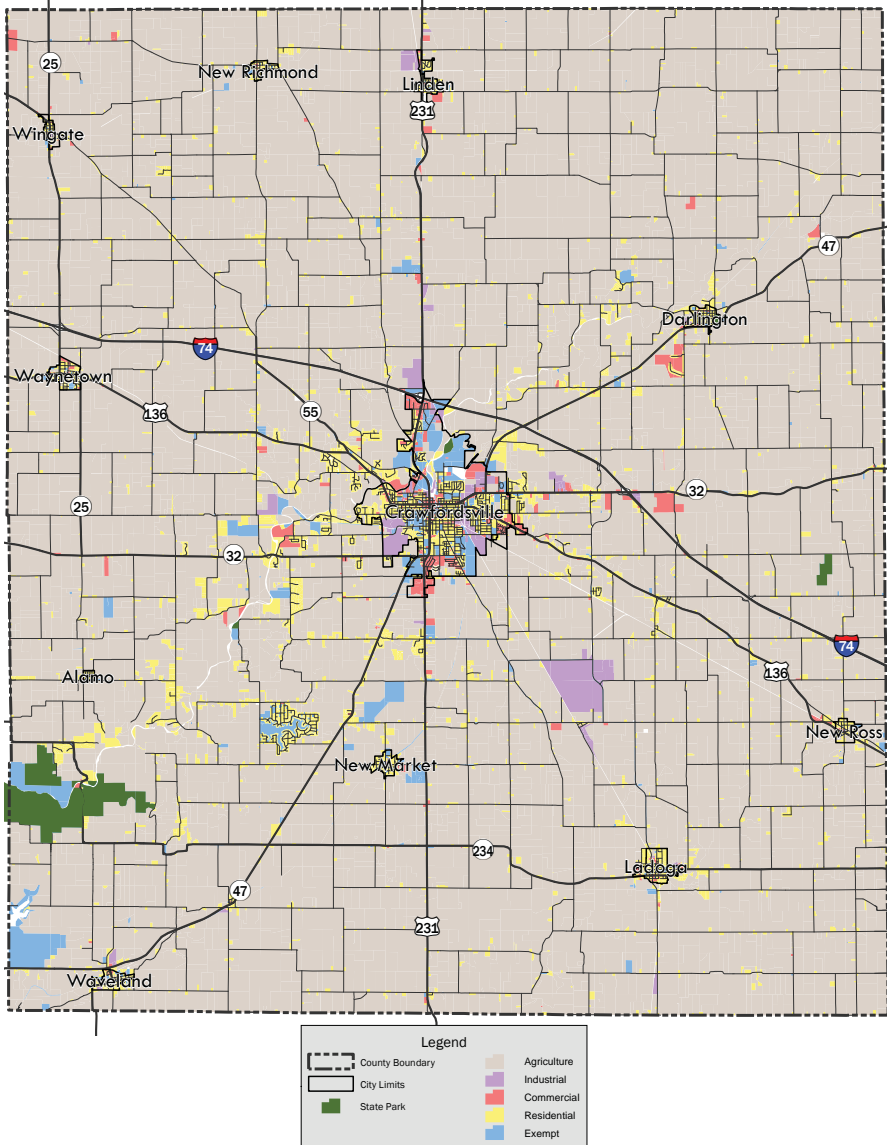 25
New Richmond
Linden
231
Wingate
47
Darlington
74
Waynetown
136
55
25
32
Crawfordsville
32
74
136
Alamo
New Ross
New Market
234
Ladoga
47
231
Waveland
Legend
County Boundary
City Limits
State Park
Agriculture
Industrial
Commercial
Residential
Exempt